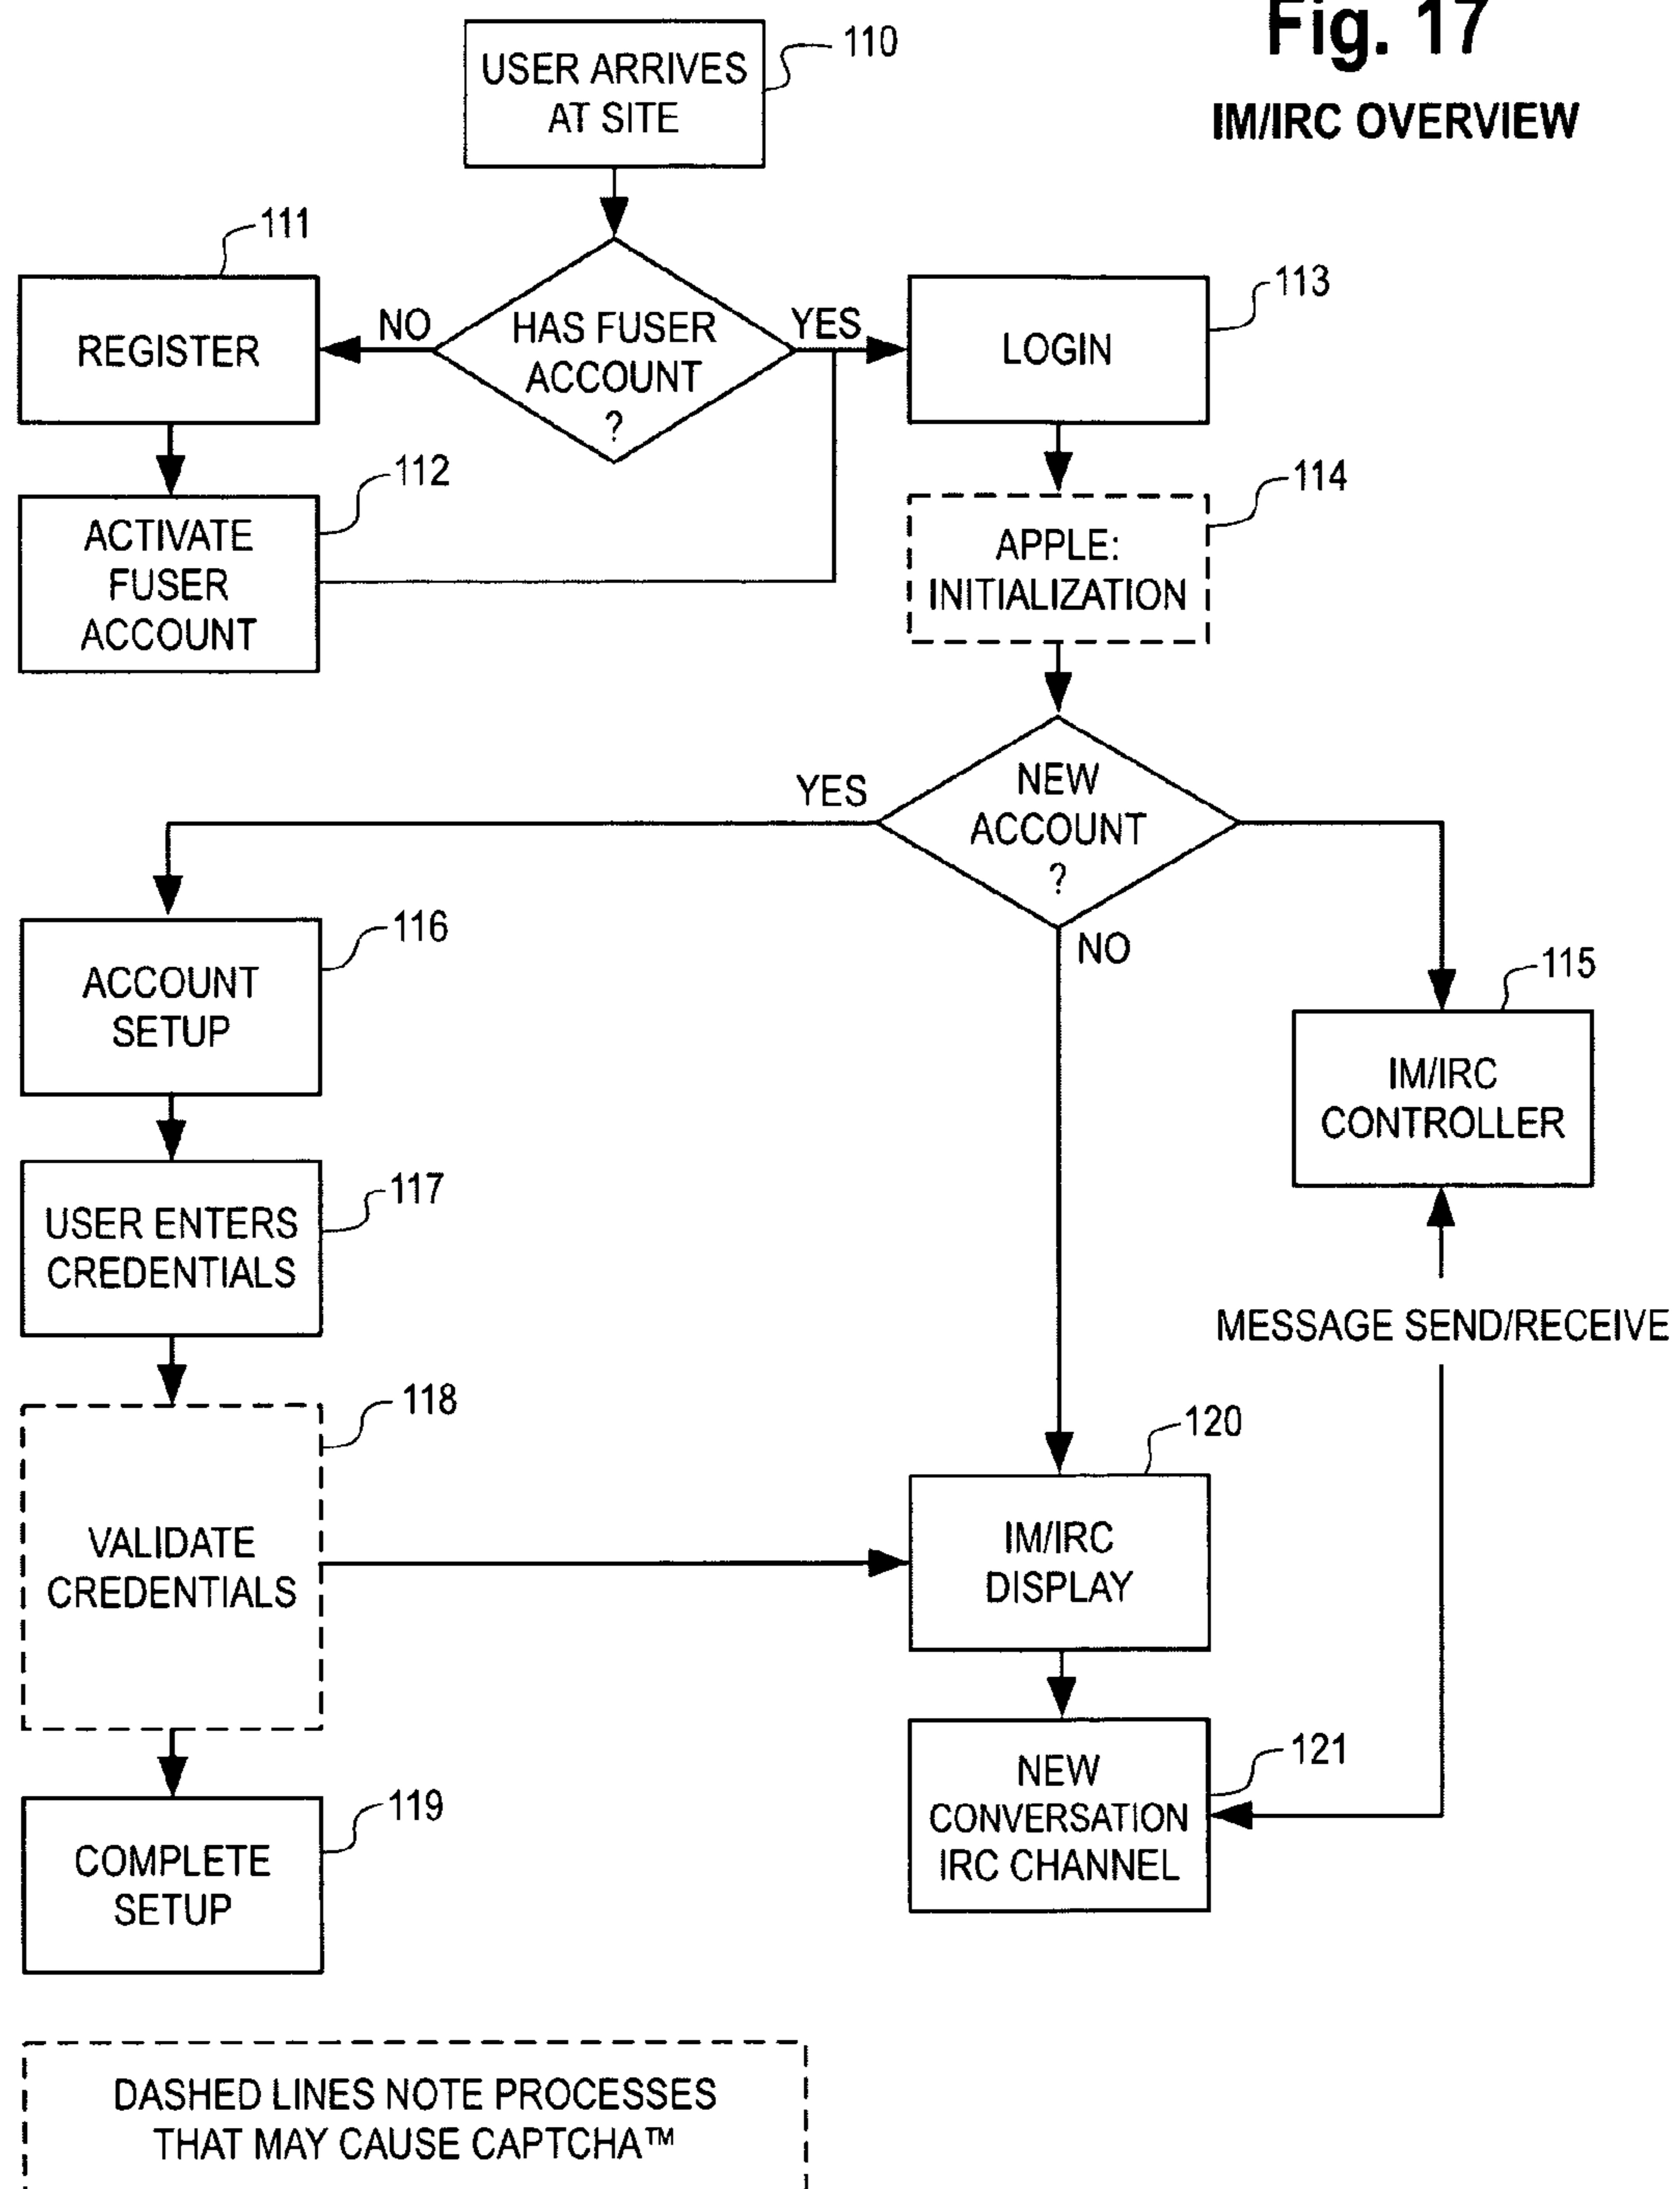 Fig. 17
IM/IRC OVERVIEW
USER ARRIVES
AT SITE
110
111
REGISTER
NO
HAS FUSER
ACCOUNT
?
YES
113
LOGIN
112
ACTIVATE
FUSER
ACCOUNT
114
APPLE:
INITIALIZATION
YES
NEW
ACCOUNT
?
NO
116
ACCOUNT
SETUP
115
IM/IRC
CONTROLLER
117
USER ENTERS
CREDENTIALS
MESSAGE SEND/RECEIVE
118
VALIDATE
CREDENTIALS
120
IM/IRC
DISPLAY
119
COMPLETE
SETUP
121
NEW
CONVERSATION
IRC CHANNEL
DASHED LINES NOTE PROCESSES
THAT MAY CAUSE CAPTCHA™